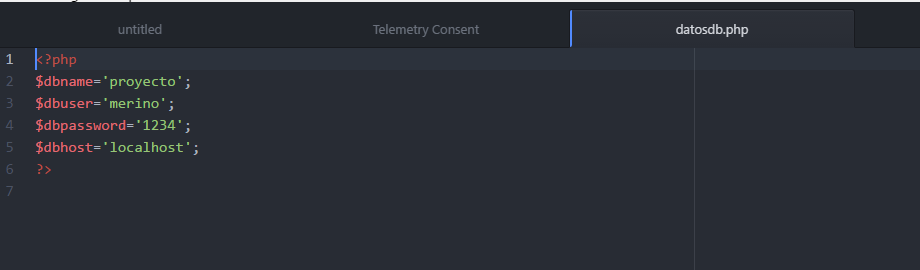 untitled
Telemetry Consent
datosdb.php
1 <?php
2 $dbname='proyecto';
3 $dbuser='merino';
4 $dbpassword='1234';
5 $dbhost='localhost';
6 ?>
7